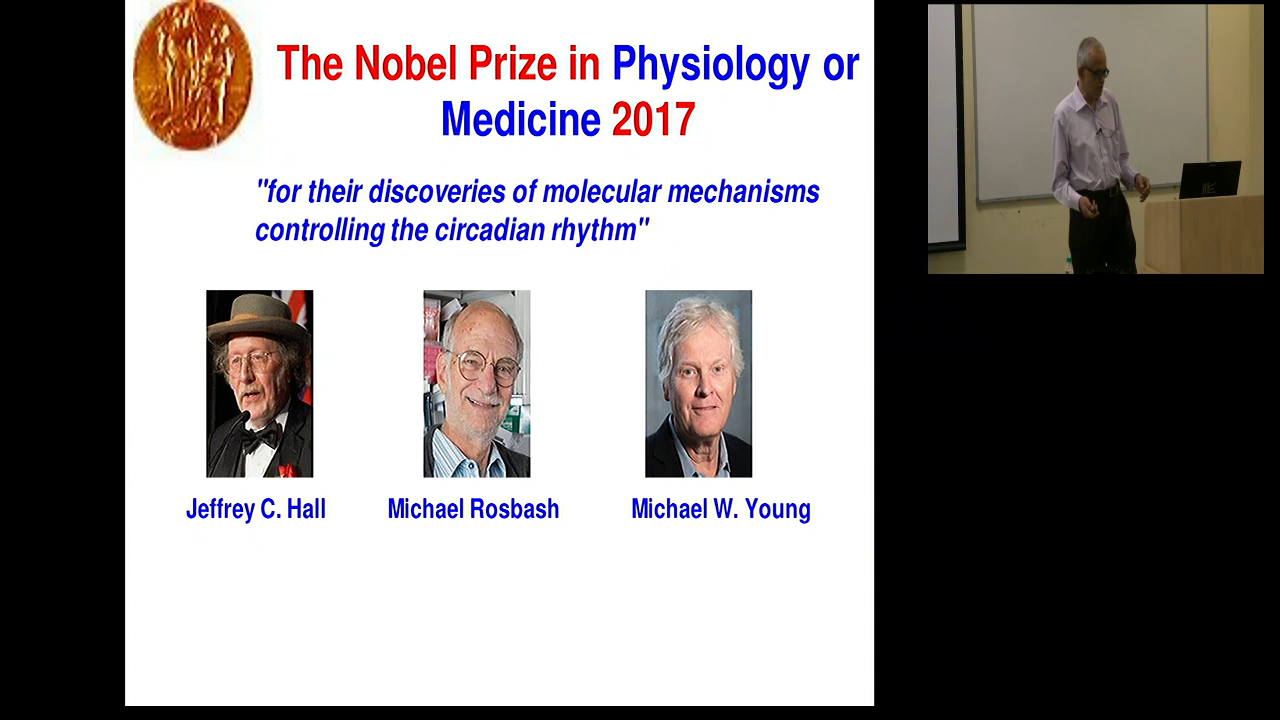 The Nobel Prize in Physiology or
Medicine 2017
"for their discoveries of molecular mechanisms
controlling the circadian rhythm"
Jeffrey C. Hall
Michael Rosbash
Michael W. Young